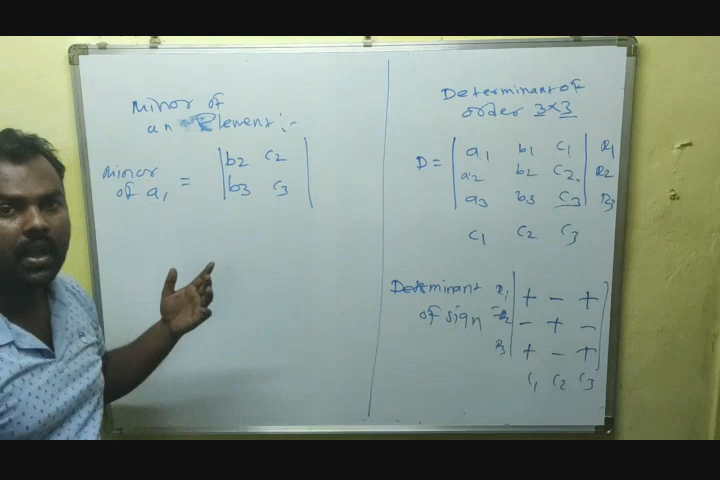 Minor of
an Element :-
Minor
of a1 = | b2 c2 |
| b3 c3 |
Determinant of
order 3×3
D = | a1 b1 c1 | R1
| a2 b2 c2 | R2
| a3 b3 c3 | R3
c1 c2 c3
Determinant
of sign =
R1 | + - + |
R2 | - + - |
R3 | + - + |
c1 c2 c3